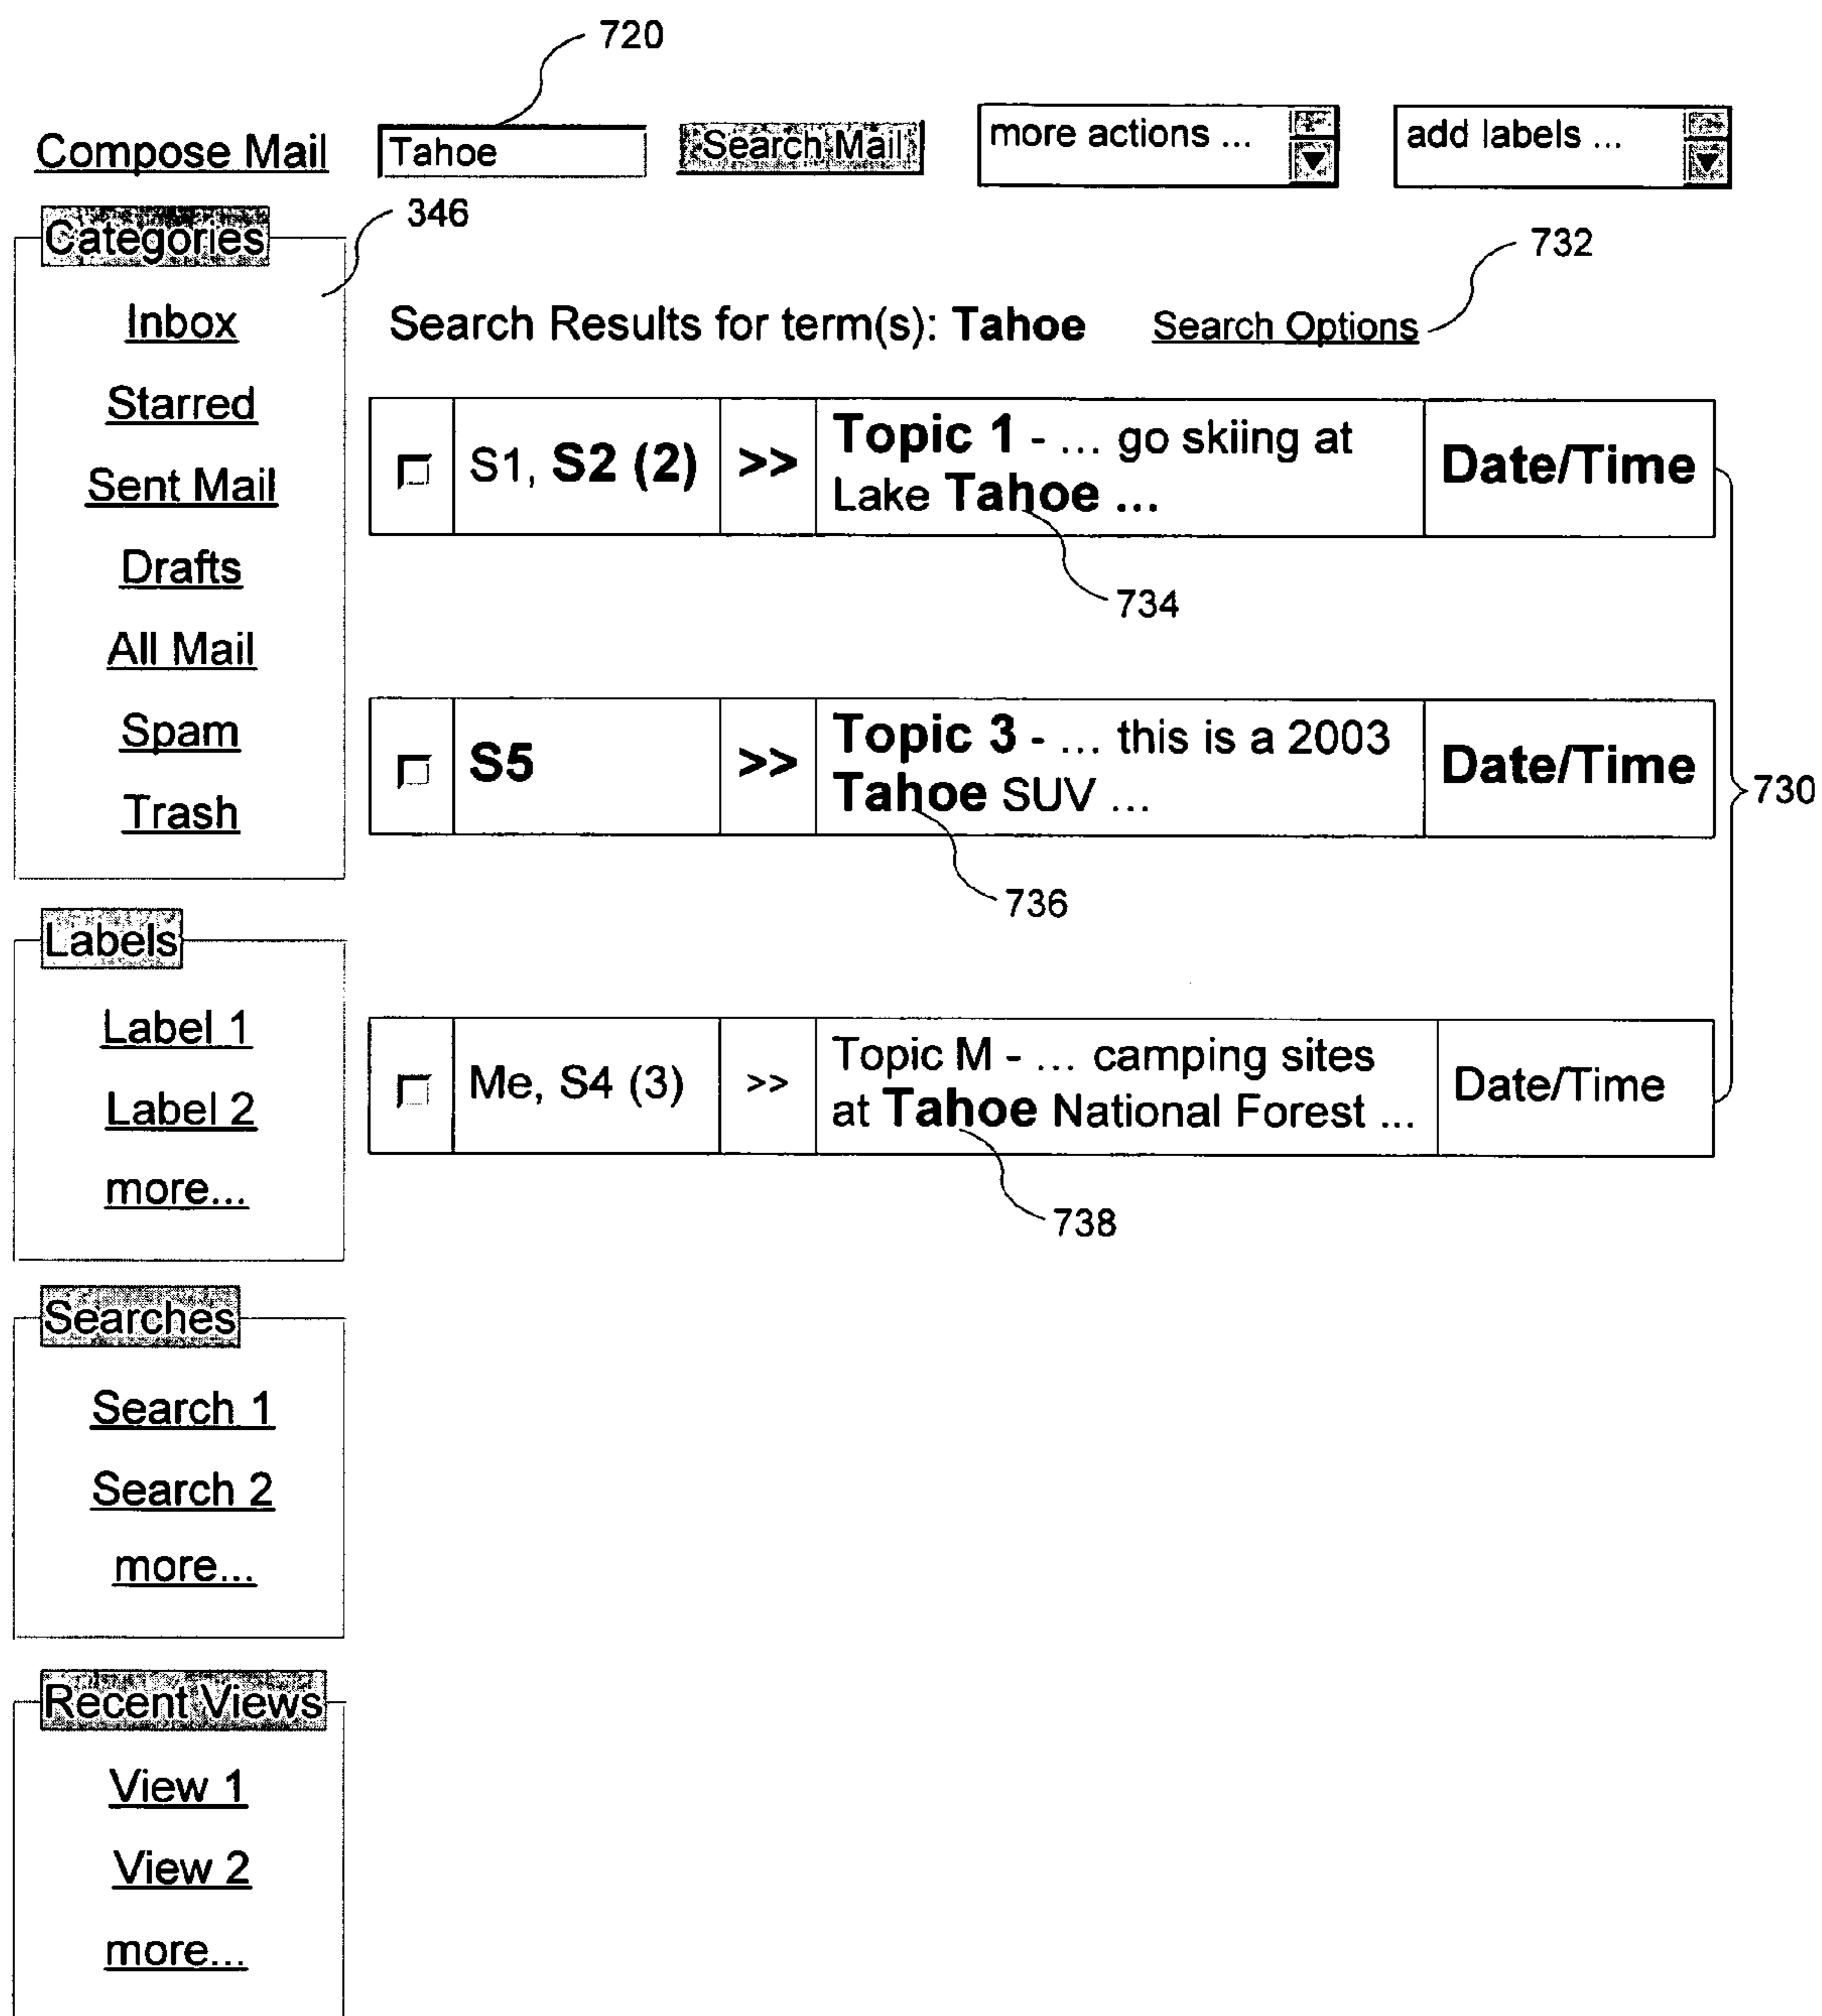 720
Compose Mail Tahoe Search Mail more actions ... add labels ...
Categories
346
732
Inbox
Starred
Sent Mail
Drafts
All Mail
Spam
Trash
Search Results for term(s): Tahoe Search Options
S1, S2 (2) >> Topic 1 - ... go skiing at
Lake Tahoe ...
Date/Time
734
S5 >> Topic 3 - ... this is a 2003
Tahoe SUV ...
Date/Time
730
736
Me, S4 (3) >> Topic M - ... camping sites
at Tahoe National Forest ...
Date/Time
738
Labels
Label 1
Label 2
more...
Searches
Search 1
Search 2
more...
Recent Views
View 1
View 2
more...